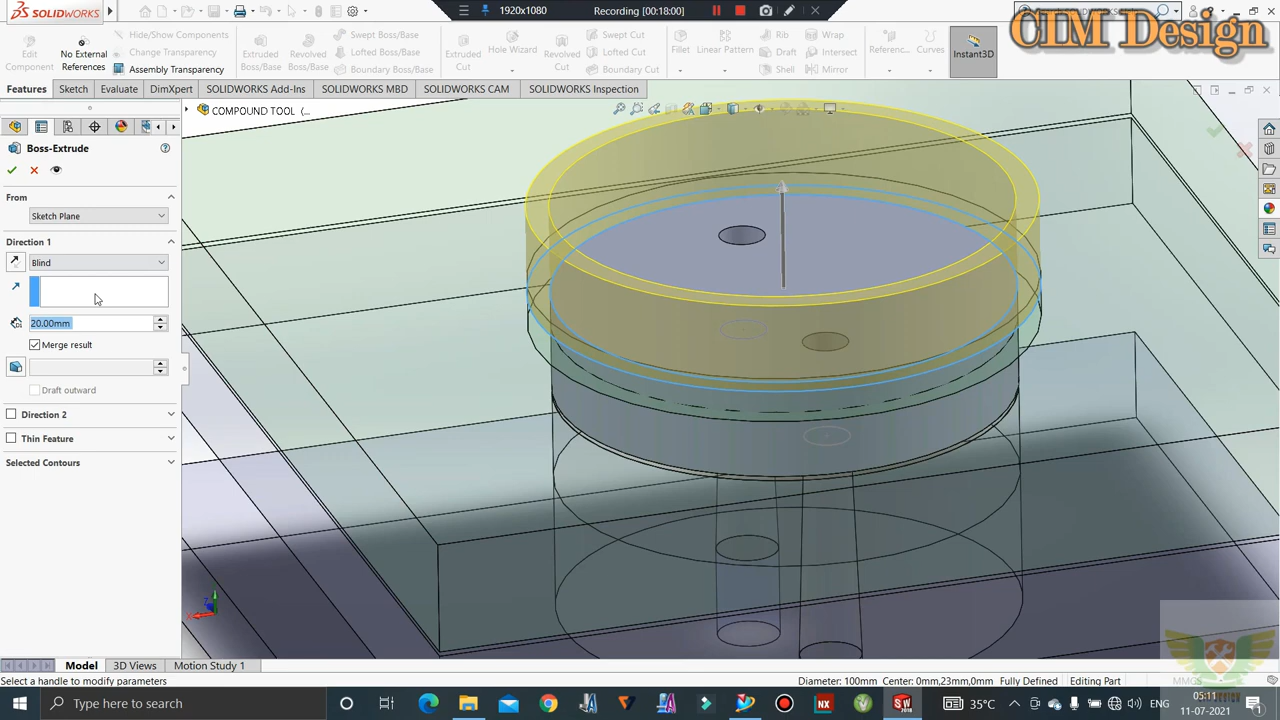 SOLIDWORKS
1920x1080
Recording [00:18:00]
CIM Design
Edit Component
No External References
Hide/Show Components
Change Transparency
Assembly Transparency
Extruded Boss/Base
Revolved Boss/Base
Swept Boss/Base
Lofted Boss/Base
Boundary Boss/Base
Extruded Cut
Hole Wizard
Revolved Cut
Swept Cut
Lofted Cut
Boundary Cut
Fillet
Linear Pattern
Rib
Draft
Shell
Wrap
Intersect
Mirror
Referenc...
Curves
Instant3D
Features
Sketch
Evaluate
DimXpert
SOLIDWORKS Add-Ins
SOLIDWORKS MBD
SOLIDWORKS CAM
SOLIDWORKS Inspection
COMPOUND TOOL (...
Boss-Extrude
From
Sketch Plane
Direction 1
Blind
20.00mm
Merge result
Draft outward
Direction 2
Thin Feature
Selected Contours
Model
3D Views
Motion Study 1
Select a handle to modify parameters
Diameter: 100mm Center: 0mm,23mm,0mm
Fully Defined
Editing Part
MMGS
Type here to search
35°C
ENG
05:11
11-07-2021